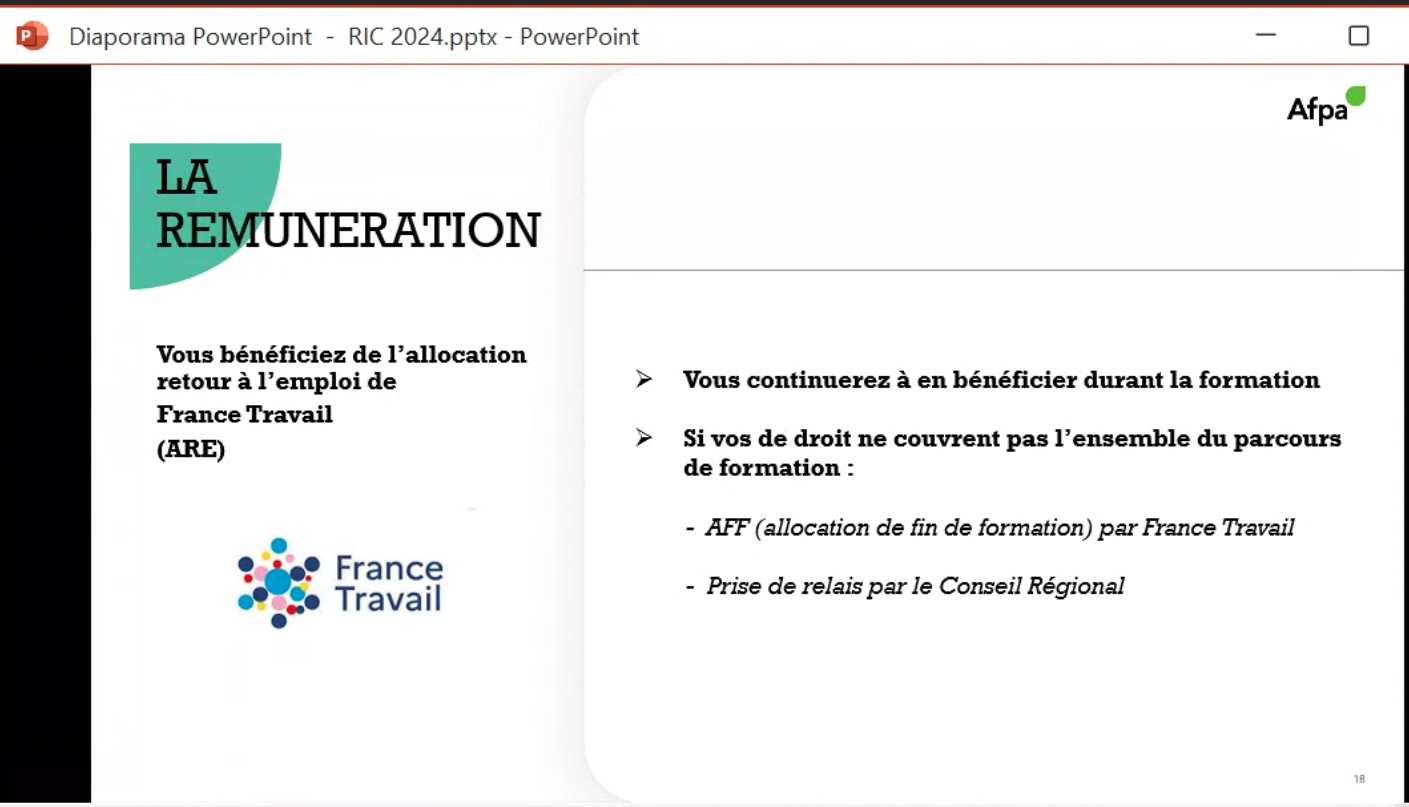 Diaporama PowerPoint - RIC 2024.pptx - PowerPoint
Afpa
LA
REMUNERATION
Vous bénéficiez de l’allocation
retour à l’emploi de
France Travail
(ARE)
France
Travail
➢ Vous continuerez à en bénéficier durant la formation
➢ Si vos de droit ne couvrent pas l’ensemble du parcours
de formation :
- AFF (allocation de fin de formation) par France Travail
- Prise de relais par le Conseil Régional
18